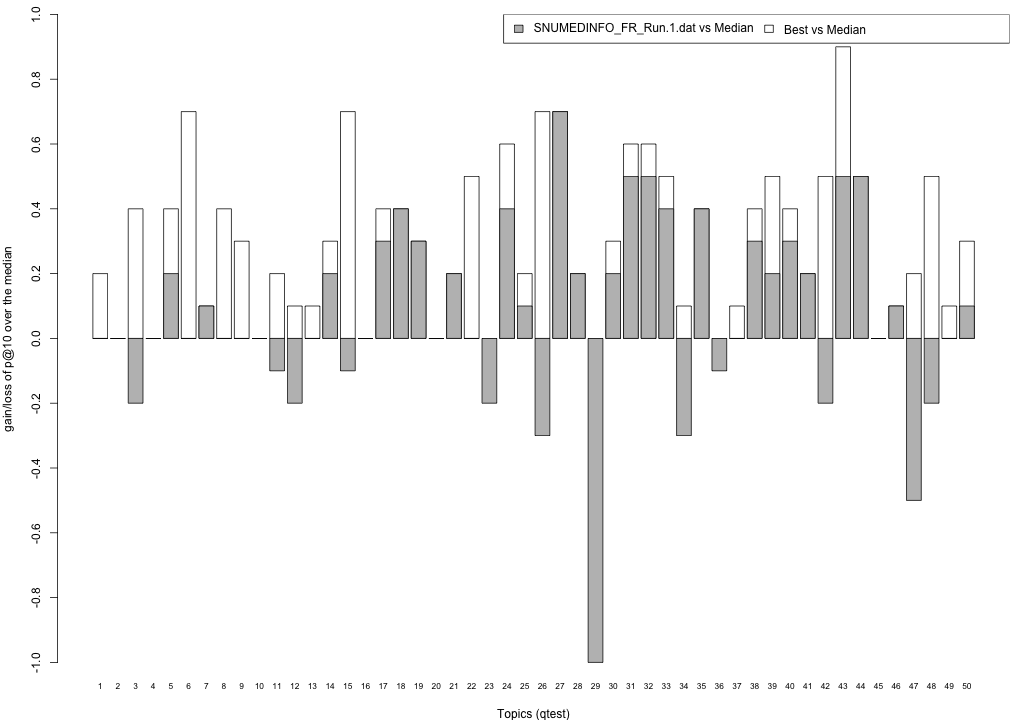 SNUMEDINFO_FR_Run.1.dat vs Median Best vs Median
gain/loss of p@10 over the median
1.0
0.8
0.6
0.4
0.2
0.0
-0.2
-0.4
-0.6
-0.8
-1.0
1 2 3 4 5 6 7 8 9 10 11 12 13 14 15 16 17 18 19 20 21 22 23 24 25 26 27 28 29 30 31 32 33 34 35 36 37 38 39 40 41 42 43 44 45 46 47 48 49 50
Topics (qtest)